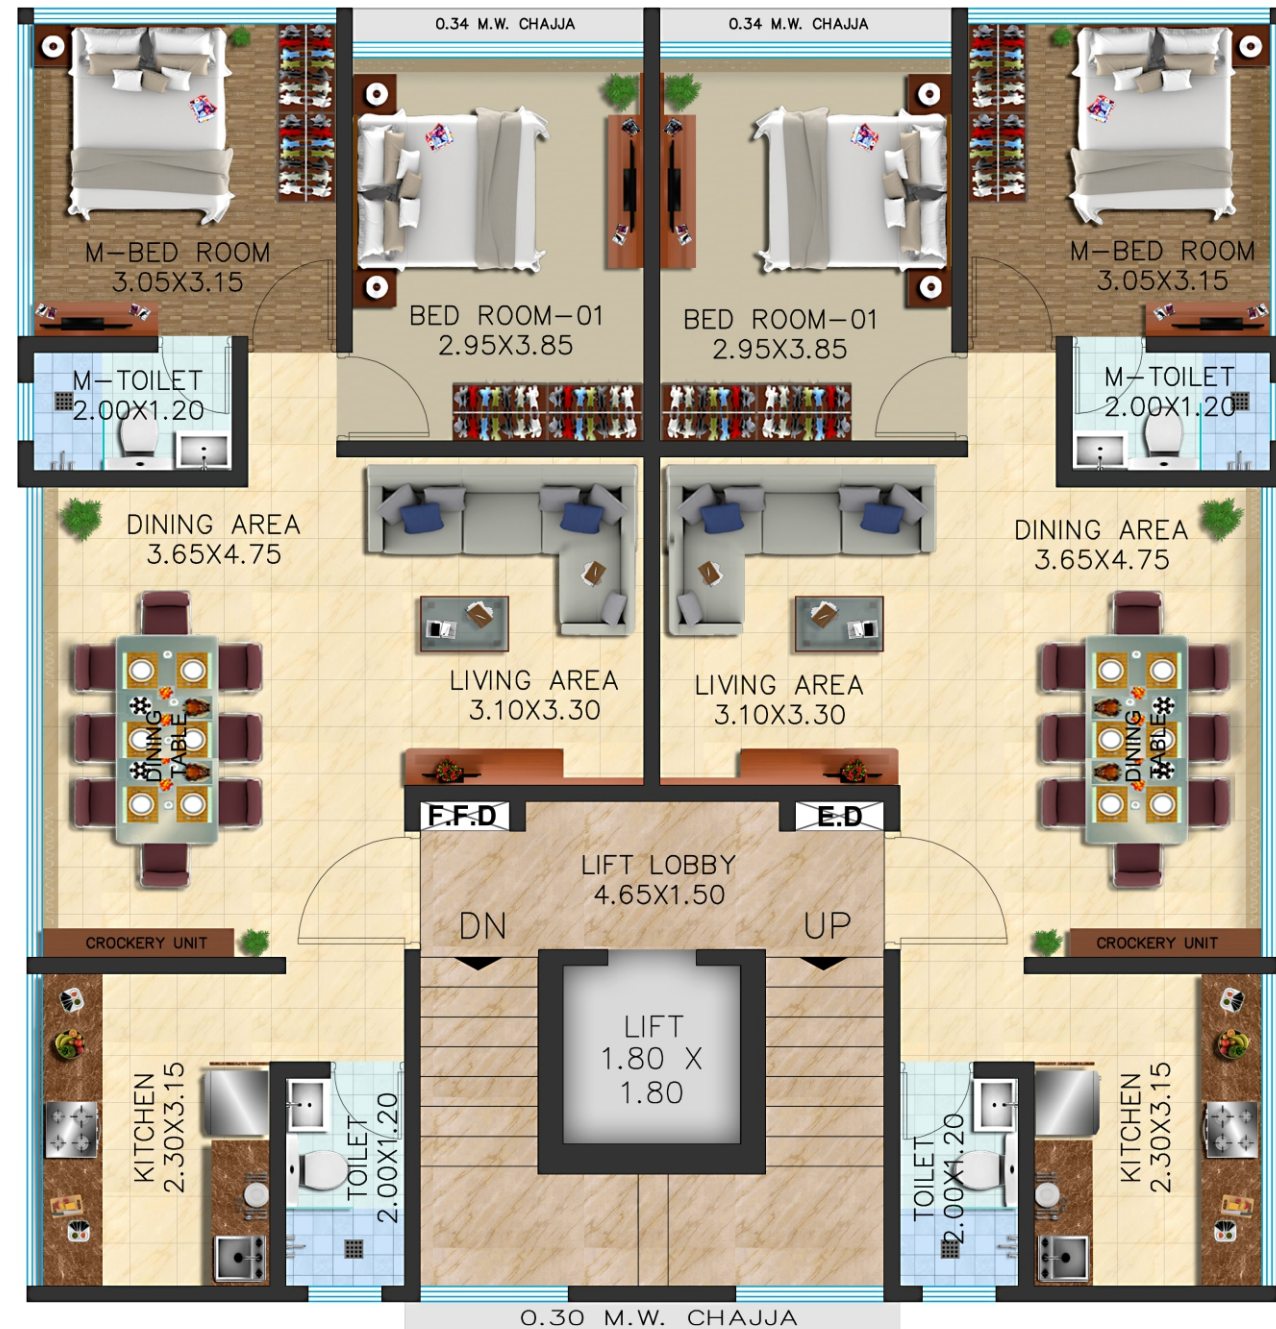 0.34 M.W. CHAJJA
0.34 M.W. CHAJJA
M-BED ROOM
3.05X3.15
M-BED ROOM
3.05X3.15
BED ROOM-01
2.95X3.85
BED ROOM-01
2.95X3.85
M-TOILET
2.00X1.20
M-TOILET
2.00X1.20
DINING AREA
3.65X4.75
DINING AREA
3.65X4.75
LIVING AREA
3.10X3.30
LIVING AREA
3.10X3.30
DINING
TABLE
DINING
TABLE
F.F.D
E.D
LIFT LOBBY
4.65X1.50
DN
UP
CROCKERY UNIT
CROCKERY UNIT
LIFT
1.80 X
1.80
KITCHEN
2.30X3.15
TOILET
2.00X1.20
TOILET
2.00X1.20
KITCHEN
2.30X3.15
0.30 M.W. CHAJJA